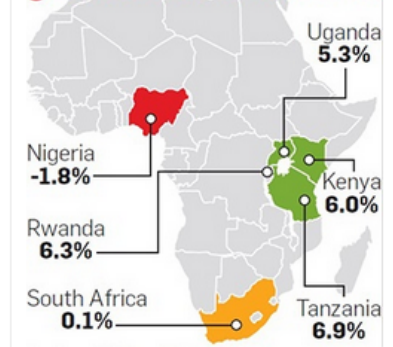 Uganda
5.3%
Nigeria
-1.8%
Kenya
6.0%
Rwanda
6.3%
South Africa
0.1%
Tanzania
6.9%